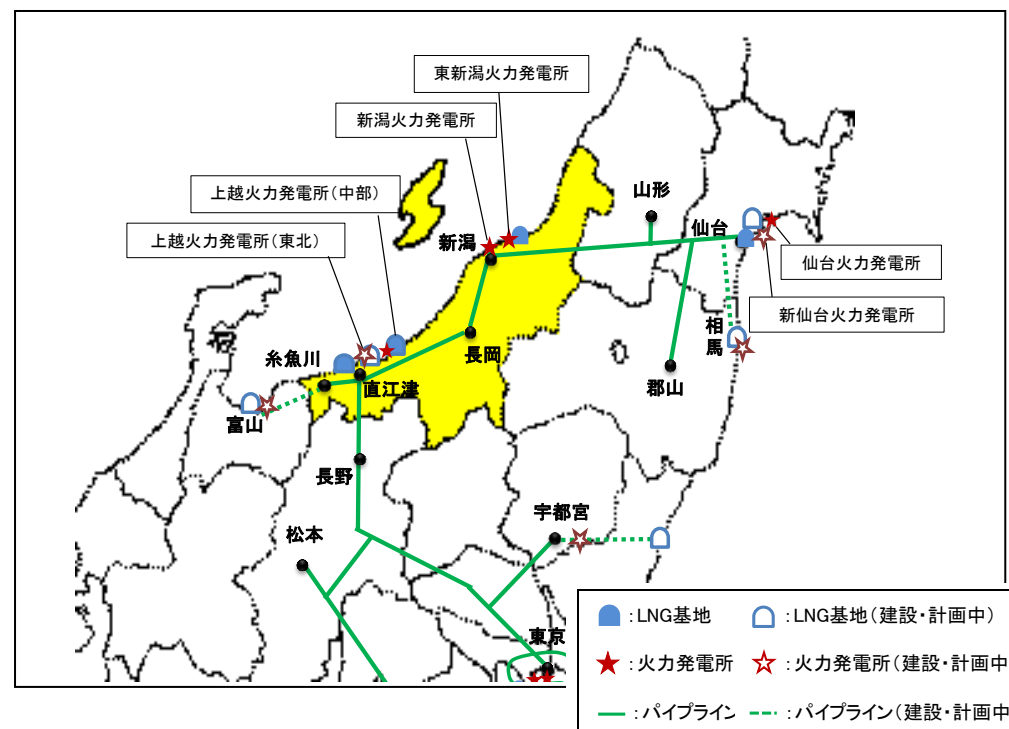 東新潟火力発電所
新潟火力発電所
上越火力発電所(中部)
上越火力発電所(東北)
山形
仙台
新潟
仙台火力発電所
新仙台火力発電所
相馬
長岡
糸魚川
直江津
郡山
富山
長野
宇都宮
松本
東京
:LNG基地
:LNG基地(建設・計画中)
:火力発電所
:火力発電所(建設・計画中
:パイプライン
:パイプライン(建設・計画中